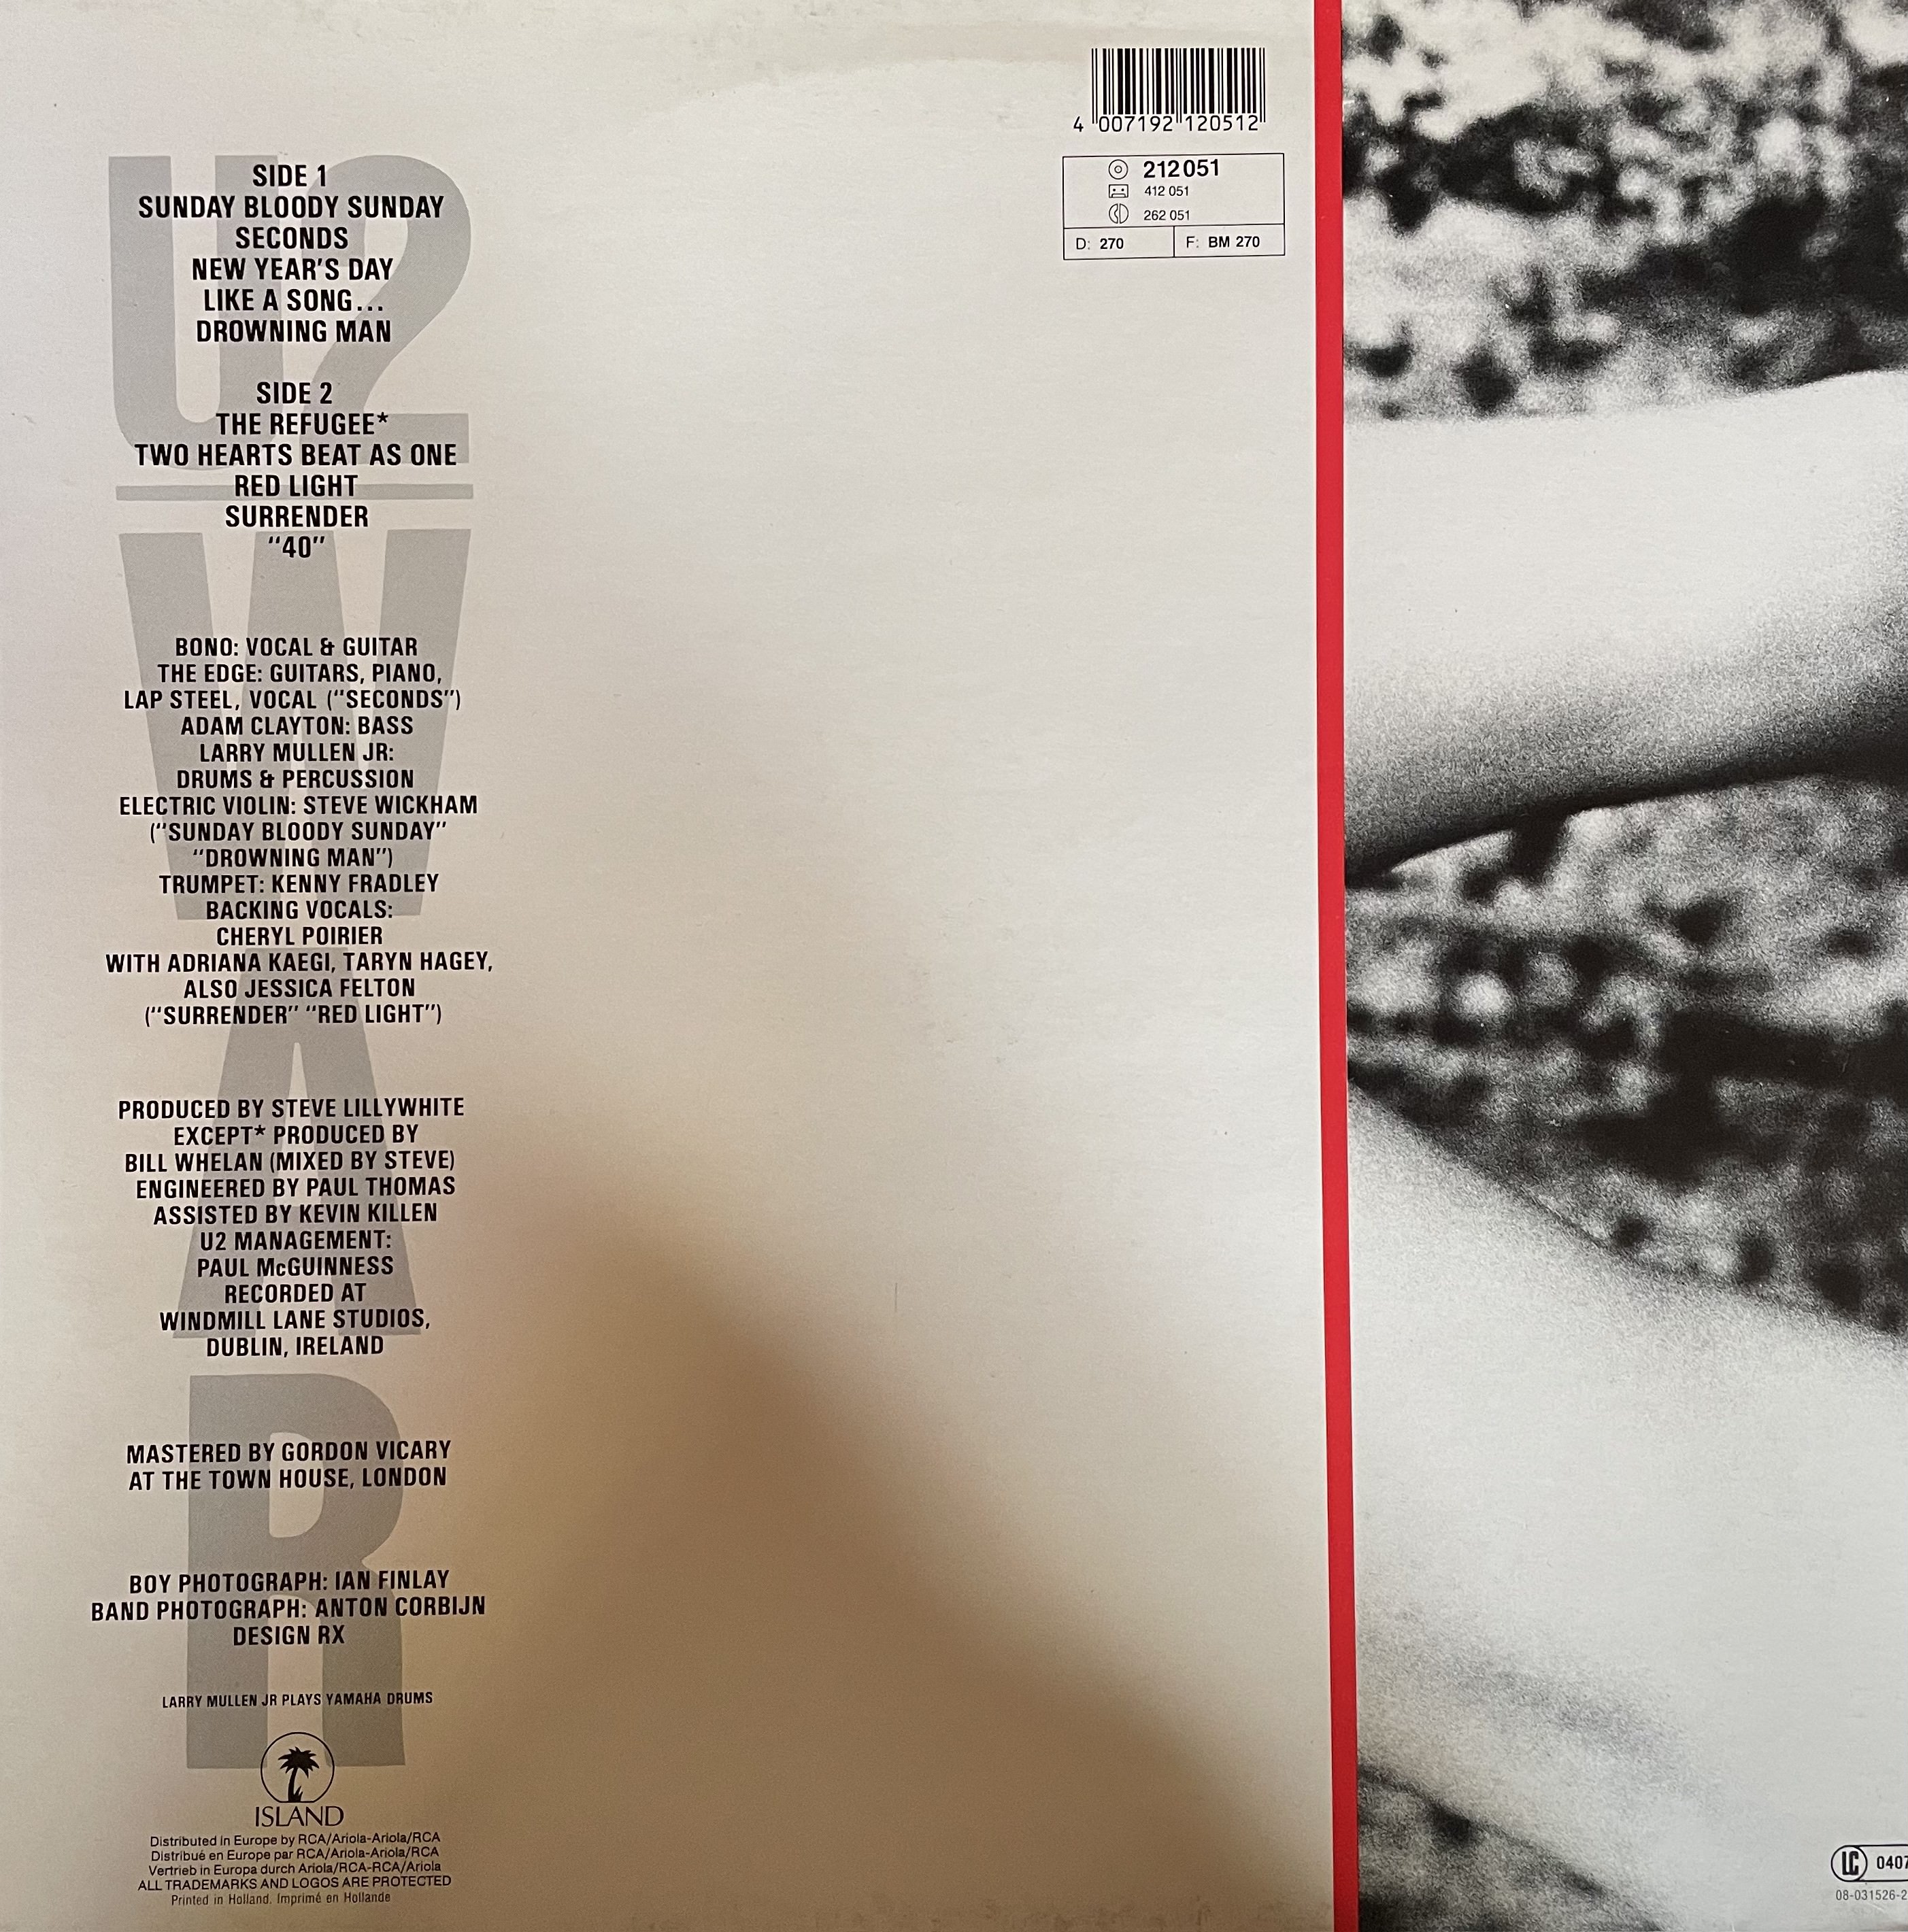 U2
WAR
SIDE 1
SUNDAY BLOODY SUNDAY
SECONDS
NEW YEAR'S DAY
LIKE A SONG...
DROWNING MAN
SIDE 2
THE REFUGEE*
TWO HEARTS BEAT AS ONE
RED LIGHT
SURRENDER
"40"
BONO: VOCAL & GUITAR
THE EDGE: GUITARS, PIANO,
LAP STEEL, VOCAL ("SECONDS")
ADAM CLAYTON: BASS
LARRY MULLEN JR:
DRUMS & PERCUSSION
ELECTRIC VIOLIN: STEVE WICKHAM
("SUNDAY BLOODY SUNDAY"
"DROWNING MAN")
TRUMPET: KENNY FRADLEY
BACKING VOCALS:
CHERYL POIRIER
WITH ADRIANA KAEGI, TARYN HAGEY,
ALSO JESSICA FELTON
("SURRENDER" "RED LIGHT")
PRODUCED BY STEVE LILLYWHITE
EXCEPT* PRODUCED BY
BILL WHELAN (MIXED BY STEVE)
ENGINEERED BY PAUL THOMAS
ASSISTED BY KEVIN KILLEN
U2 MANAGEMENT:
PAUL McGUINNESS
RECORDED AT
WINDMILL LANE STUDIOS,
DUBLIN, IRELAND
MASTERED BY GORDON VICARY
AT THE TOWN HOUSE, LONDON
BOY PHOTOGRAPH: IAN FINLAY
BAND PHOTOGRAPH: ANTON CORBIJN
DESIGN RX
LARRY MULLEN JR PLAYS YAMAHA DRUMS
ISLAND
Distributed in Europe by RCA/Ariola-Ariola/RCA
Distribué en Europe par RCA/Ariola-Ariola/RCA
Vertrieb in Europa durch Ariola/RCA-RCA/Ariola
ALL TRADEMARKS AND LOGOS ARE PROTECTED
Printed in Holland. Imprimé en Hollande
4 007192 120512
212 051
412 051
CD 262 051
D: 270 F: BM 270
LC 0407
08-031526-2